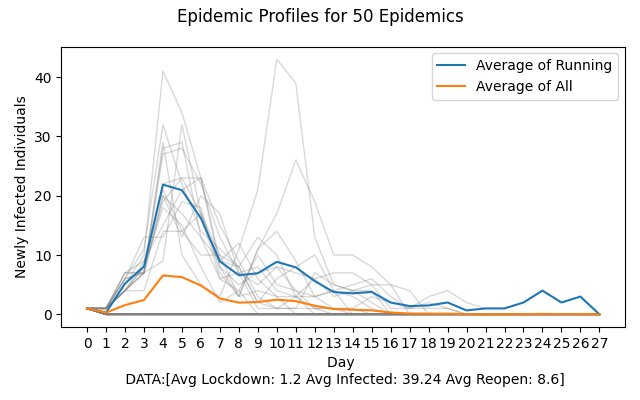 Epidemic Profiles for 50 Epidemics
Average of Running
Average of All
Newly Infected Individuals
40
30
20
10
0
0 1 2 3 4 5 6 7 8 9 10 11 12 13 14 15 16 17 18 19 20 21 22 23 24 25 26 27
Day
DATA:[Avg Lockdown: 1.2 Avg Infected: 39.24 Avg Reopen: 8.6]